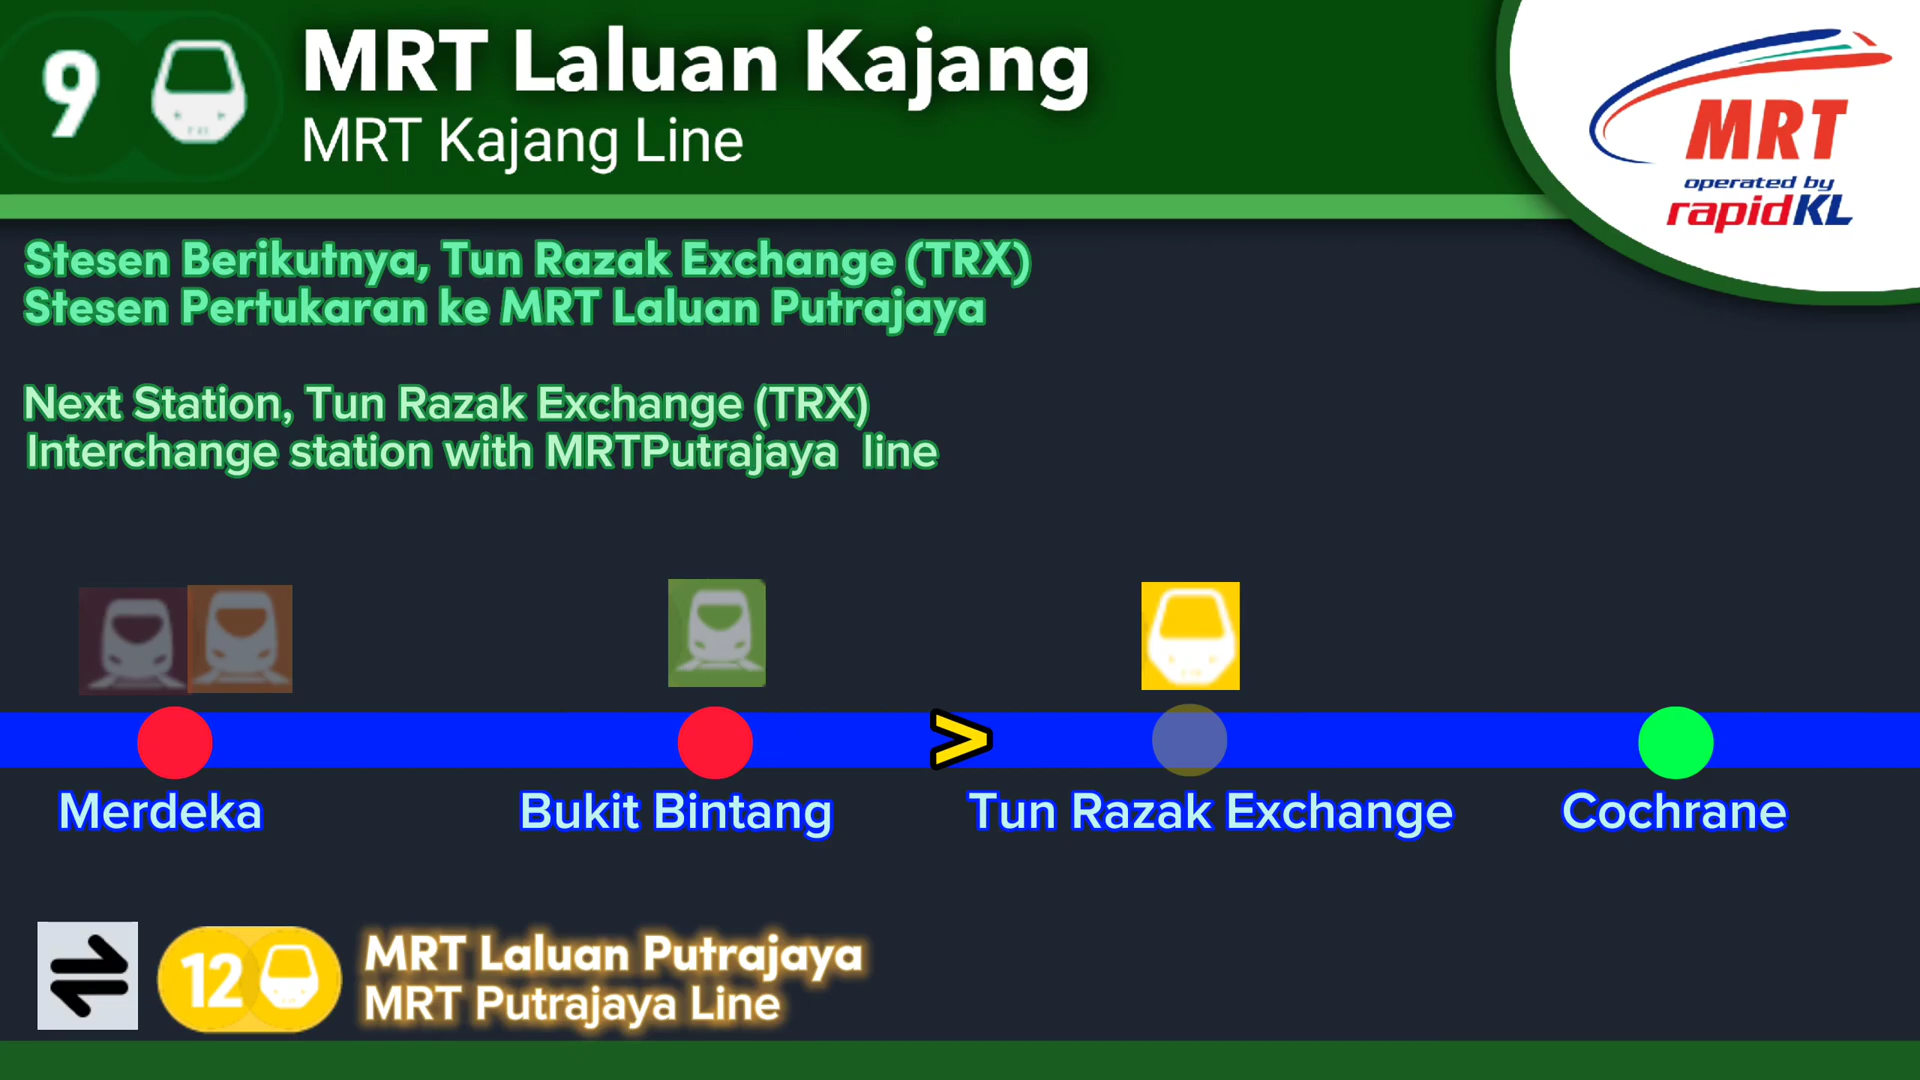 9
MRT Laluan Kajang
MRT Kajang Line
MRT
operated by
rapidKL
Stesen Berikutnya, Tun Razak Exchange (TRX)
Stesen Pertukaran ke MRT Laluan Putrajaya
Next Station, Tun Razak Exchange (TRX)
Interchange station with MRTPutrajaya line
>
Merdeka
Bukit Bintang
Tun Razak Exchange
Cochrane
12
MRT Laluan Putrajaya
MRT Putrajaya Line